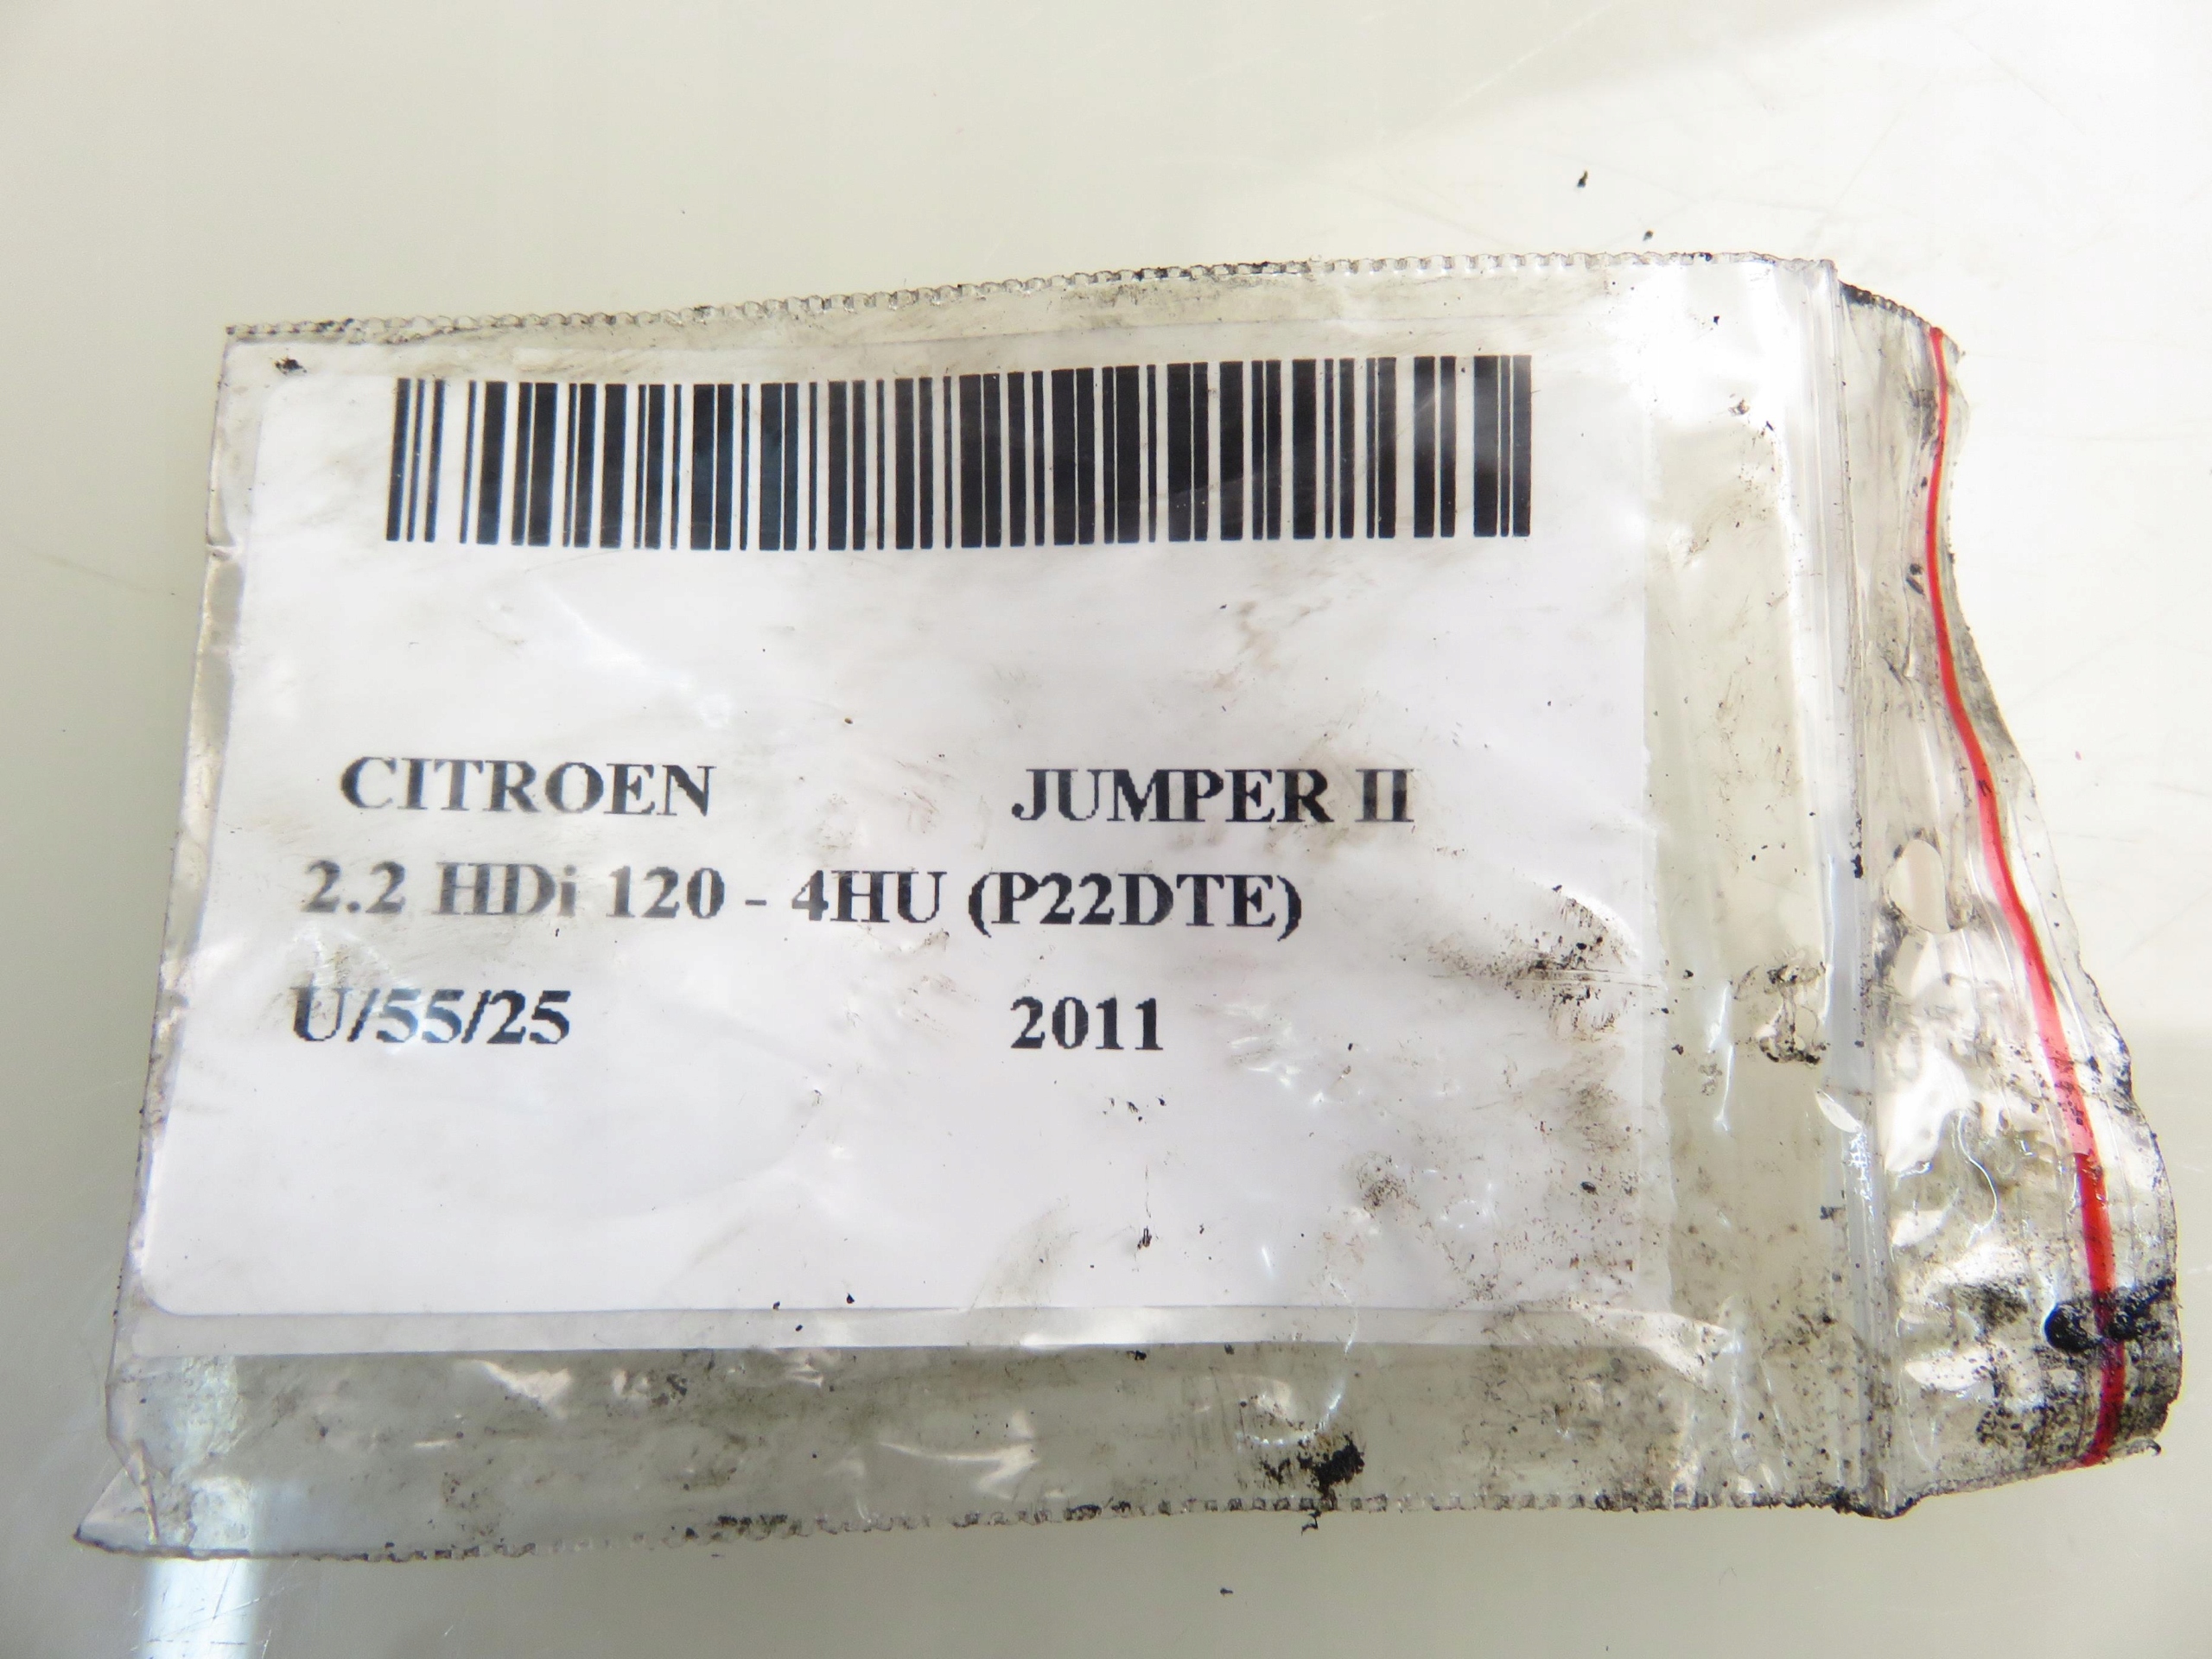 CITROEN JUMPER II
2.2 HDi 120 - 4HU (P22DTE)
U/55/25 2011